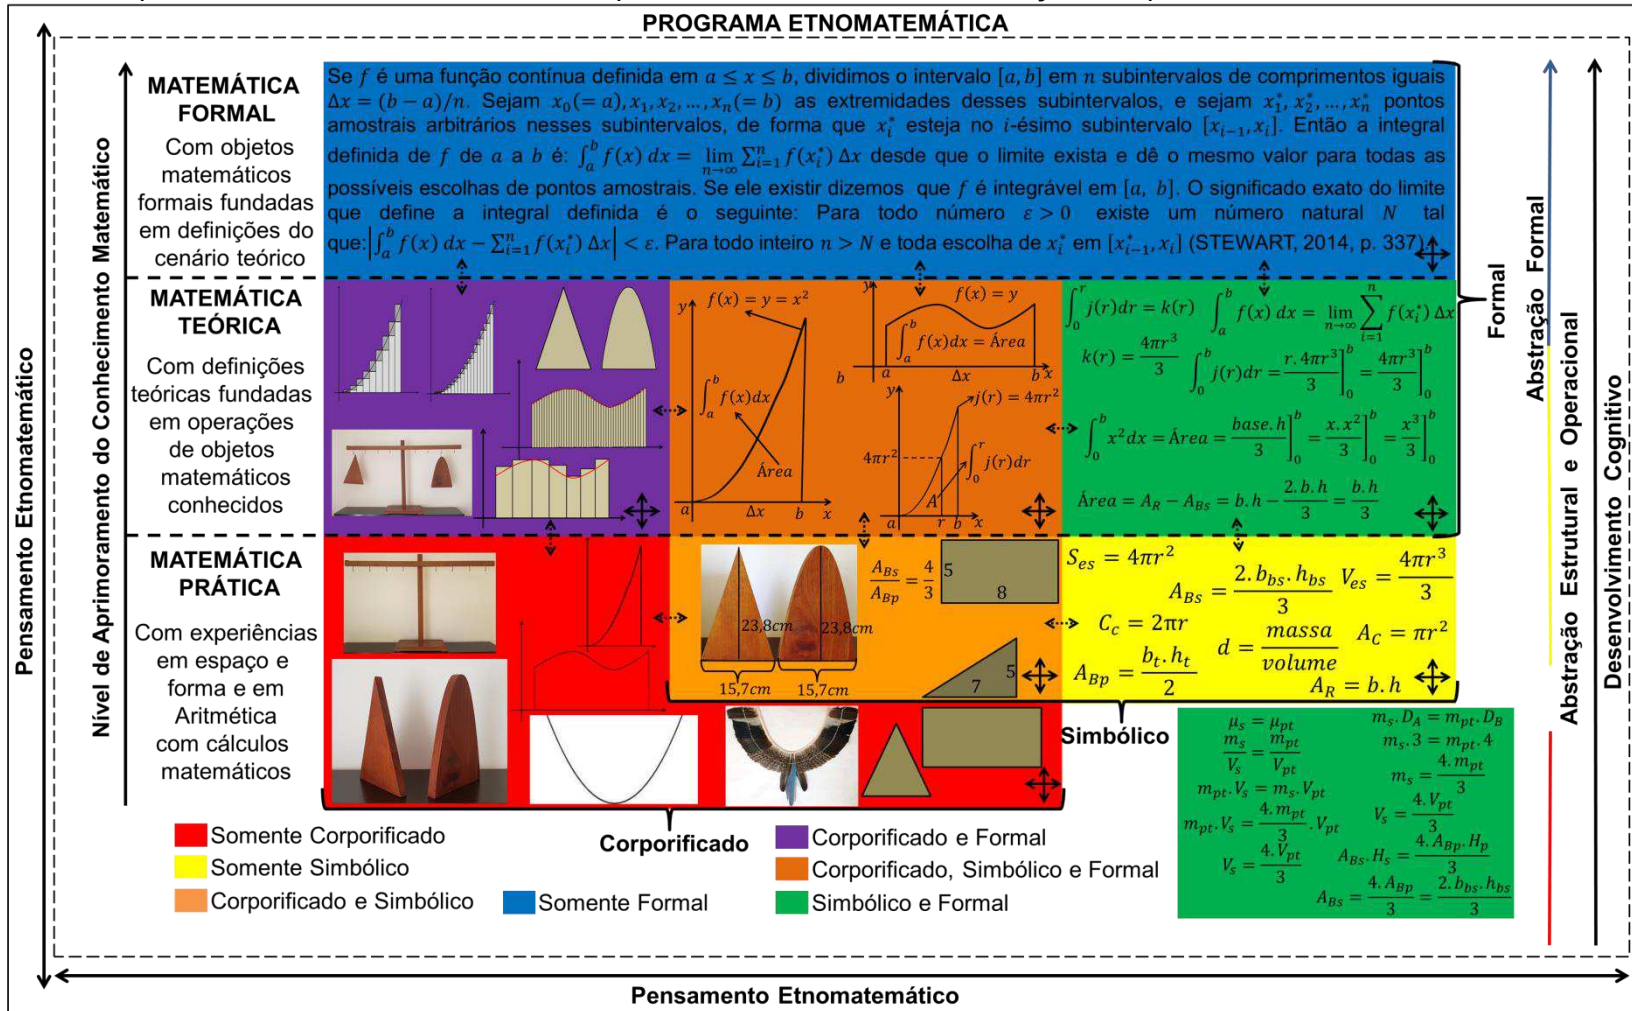 PROGRAMA ETNOMATEMÁTICA
Pensamento Etnomatemático
Nível de Aprimoramento do Conhecimento Matemático
MATEMÁTICA
FORMAL
Com objetos
matemáticos
formais fundadas
em definições do
cenário teórico
Se f é uma função contínua definida em a ≤ x ≤ b, dividimos o intervalo [a, b] em n subintervalos de comprimentos iguais
Δx = (b − a)/n. Sejam x₀(= a), x₁, x₂, ..., xₙ(= b) as extremidades desses subintervalos, e sejam x₁*, x₂*, ..., xₙ* pontos
amostrais arbitrários nesses subintervalos, de forma que xᵢ* esteja no i-ésimo subintervalo [xᵢ₋₁, xᵢ]. Então a integral
definida de f de a a b é: ∫ₐᵇ f(x) dx = lim n→∞ ∑ᵢ₌₁ⁿ f(xᵢ*) Δx desde que o limite exista e dê o mesmo valor para todas as
possíveis escolhas de pontos amostrais. Se ele existir dizemos que f é integrável em [a, b]. O significado exato do limite
que define a integral definida é o seguinte: Para todo número ε > 0 existe um número natural N tal
que: |∫ₐᵇ f(x) dx − ∑ᵢ₌₁ⁿ f(xᵢ*) Δx| < ε. Para todo inteiro n > N e toda escolha de xᵢ* em [x*ᵢ₋₁, xᵢ] (STEWART, 2014, p. 337)
MATEMÁTICA
TEÓRICA
Com definições
teóricas fundadas
em operações
de objetos
matemáticos
conhecidos
y
f(x) = y = x²
∫ₐᵇ f(x)dx
Área
a
Δx
b
x
y
f(x) = y
∫ₐᵇ f(x)dx = Área
b
a
Δx
b
x
y
j(r) = 4πr²
4πr²
∫₀ʳ j(r)dr
A
a
r
b
x
∫₀ʳ j(r)dr = k(r)
∫ₐᵇ f(x) dx = lim n→∞ ∑ᵢ₌₁ⁿ f(xᵢ*) Δx
k(r) = 4πr³/3
∫₀ᵇ j(r)dr = r.4πr³/3]₀ᵇ = 4πr³/3]₀ᵇ
∫₀ᵇ x²dx = Área = base.h/3]₀ᵇ = x.x²/3]₀ᵇ = x³/3]₀ᵇ
Área = A_R − A_Bs = b.h − 2.b.h/3 = b.h/3
Formal
MATEMÁTICA
PRÁTICA
Com experiências
em espaço e
forma e em
Aritmética
com cálculos
matemáticos
A_Bs/A_Bp = 4/3
5
8
23,8cm
23,8cm
15,7cm
15,7cm
7
5
S_es = 4πr²
A_Bs = 2.b_bs.h_bs/3
V_es = 4πr³/3
C_c = 2πr
d = massa/volume
A_C = πr²
A_Bp = b_t.h_t/2
A_R = b.h
Simbólico
Corporificado
μ_s = μ_pt
m_s/V_s = m_pt/V_pt
m_pt.V_s = m_s.V_pt
m_pt.V_s = 4.m_pt/3.V_pt
V_s = 4.V_pt/3
m_s.D_A = m_pt.D_B
m_s.3 = m_pt.4
m_s = 4.m_pt/3
V_s = 4.V_pt/3
A_Bs.H_s = 4.A_Bp.H_p/3
A_Bs = 4.A_Bp/3 = 2.b_bs.h_bs/3
Somente Corporificado
Somente Simbólico
Corporificado e Simbólico
Somente Formal
Corporificado e Formal
Corporificado, Simbólico e Formal
Simbólico e Formal
Abstração Formal
Abstração Estrutural e Operacional
Desenvolvimento Cognitivo
Pensamento Etnomatemático